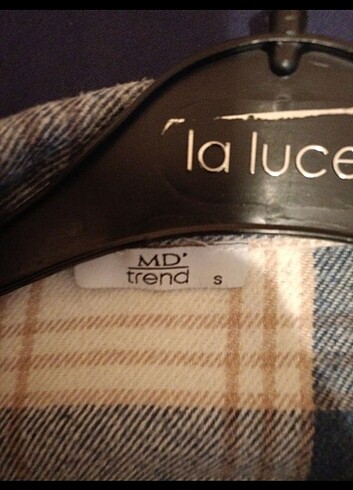 la luce
MD'
trend s